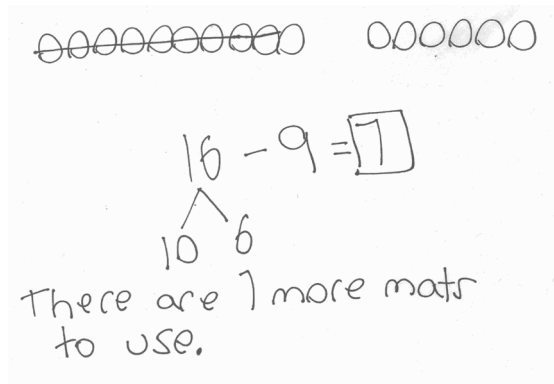 16 - 9 = 7
10 6
There are 7 more mats
to use.